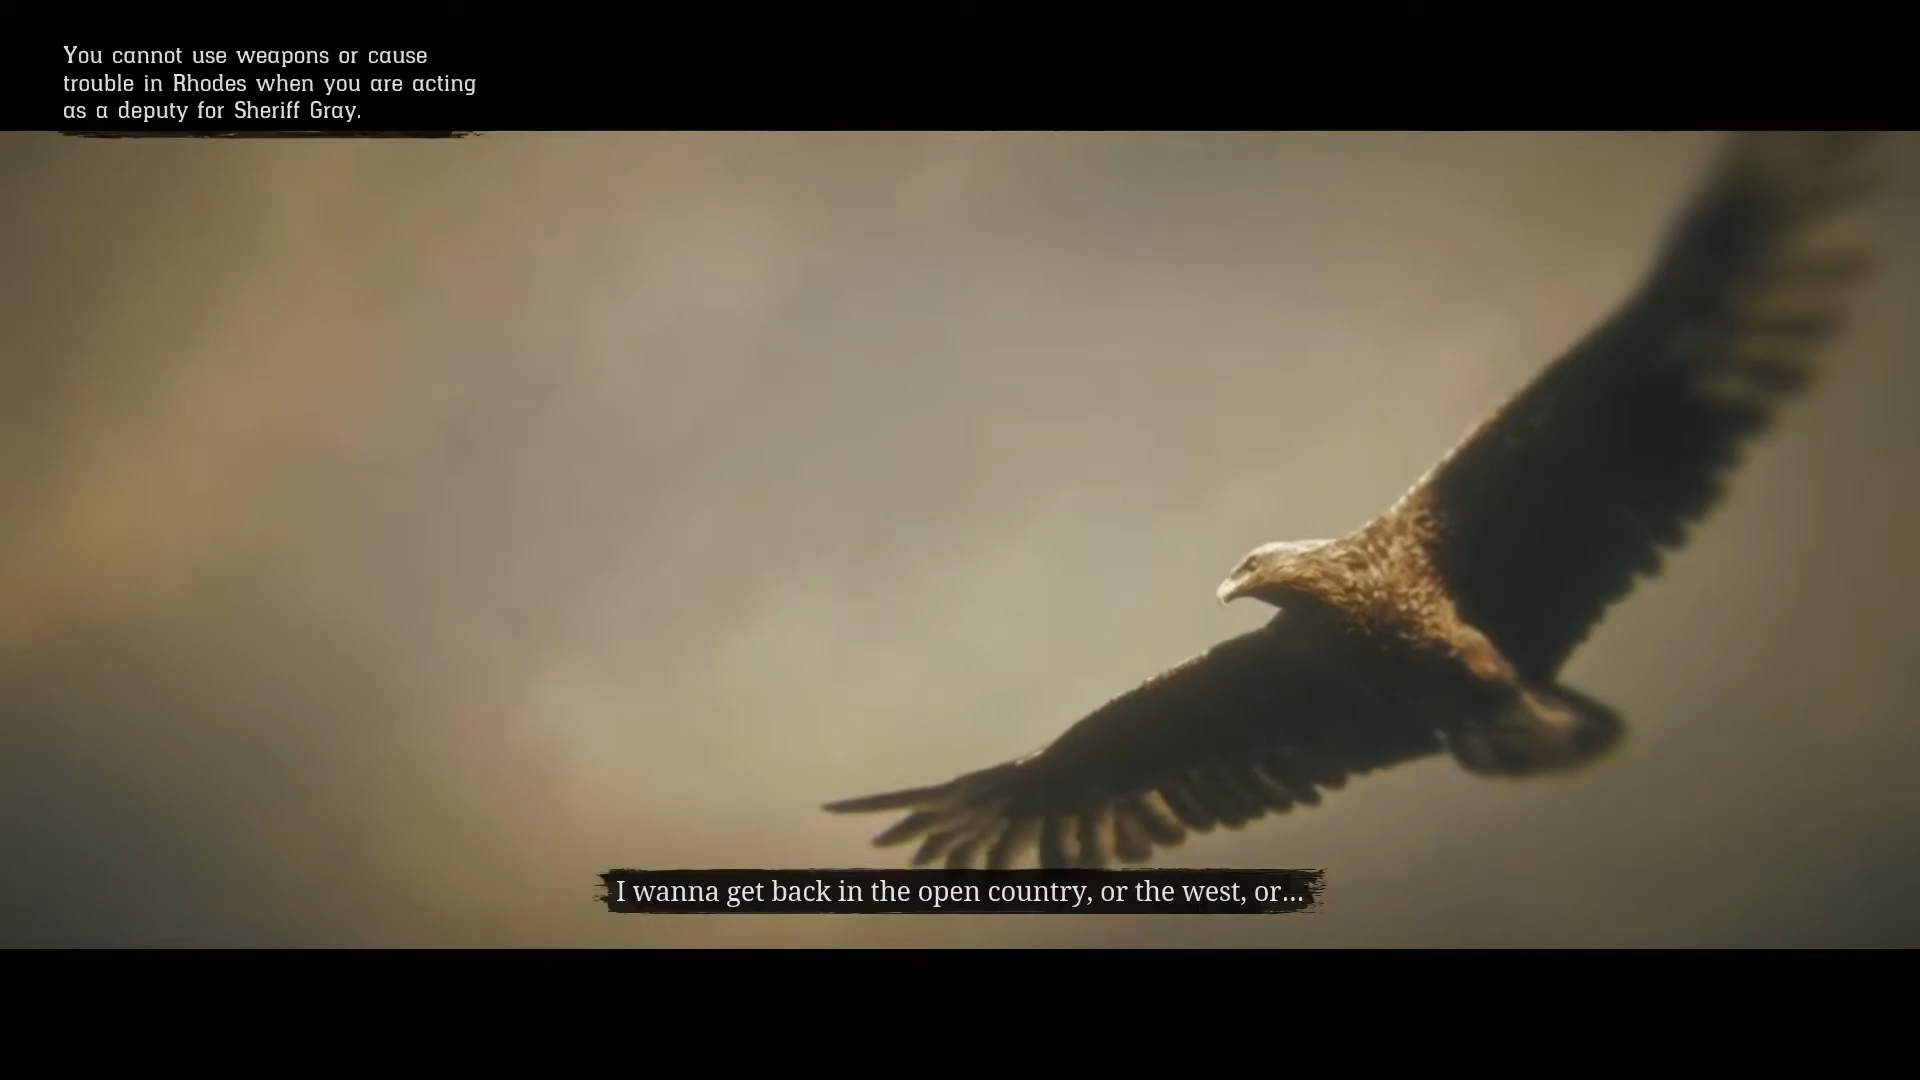 You cannot use weapons or cause
trouble in Rhodes when you are acting
as a deputy for Sheriff Gray.
I wanna get back in the open country, or the west, or...